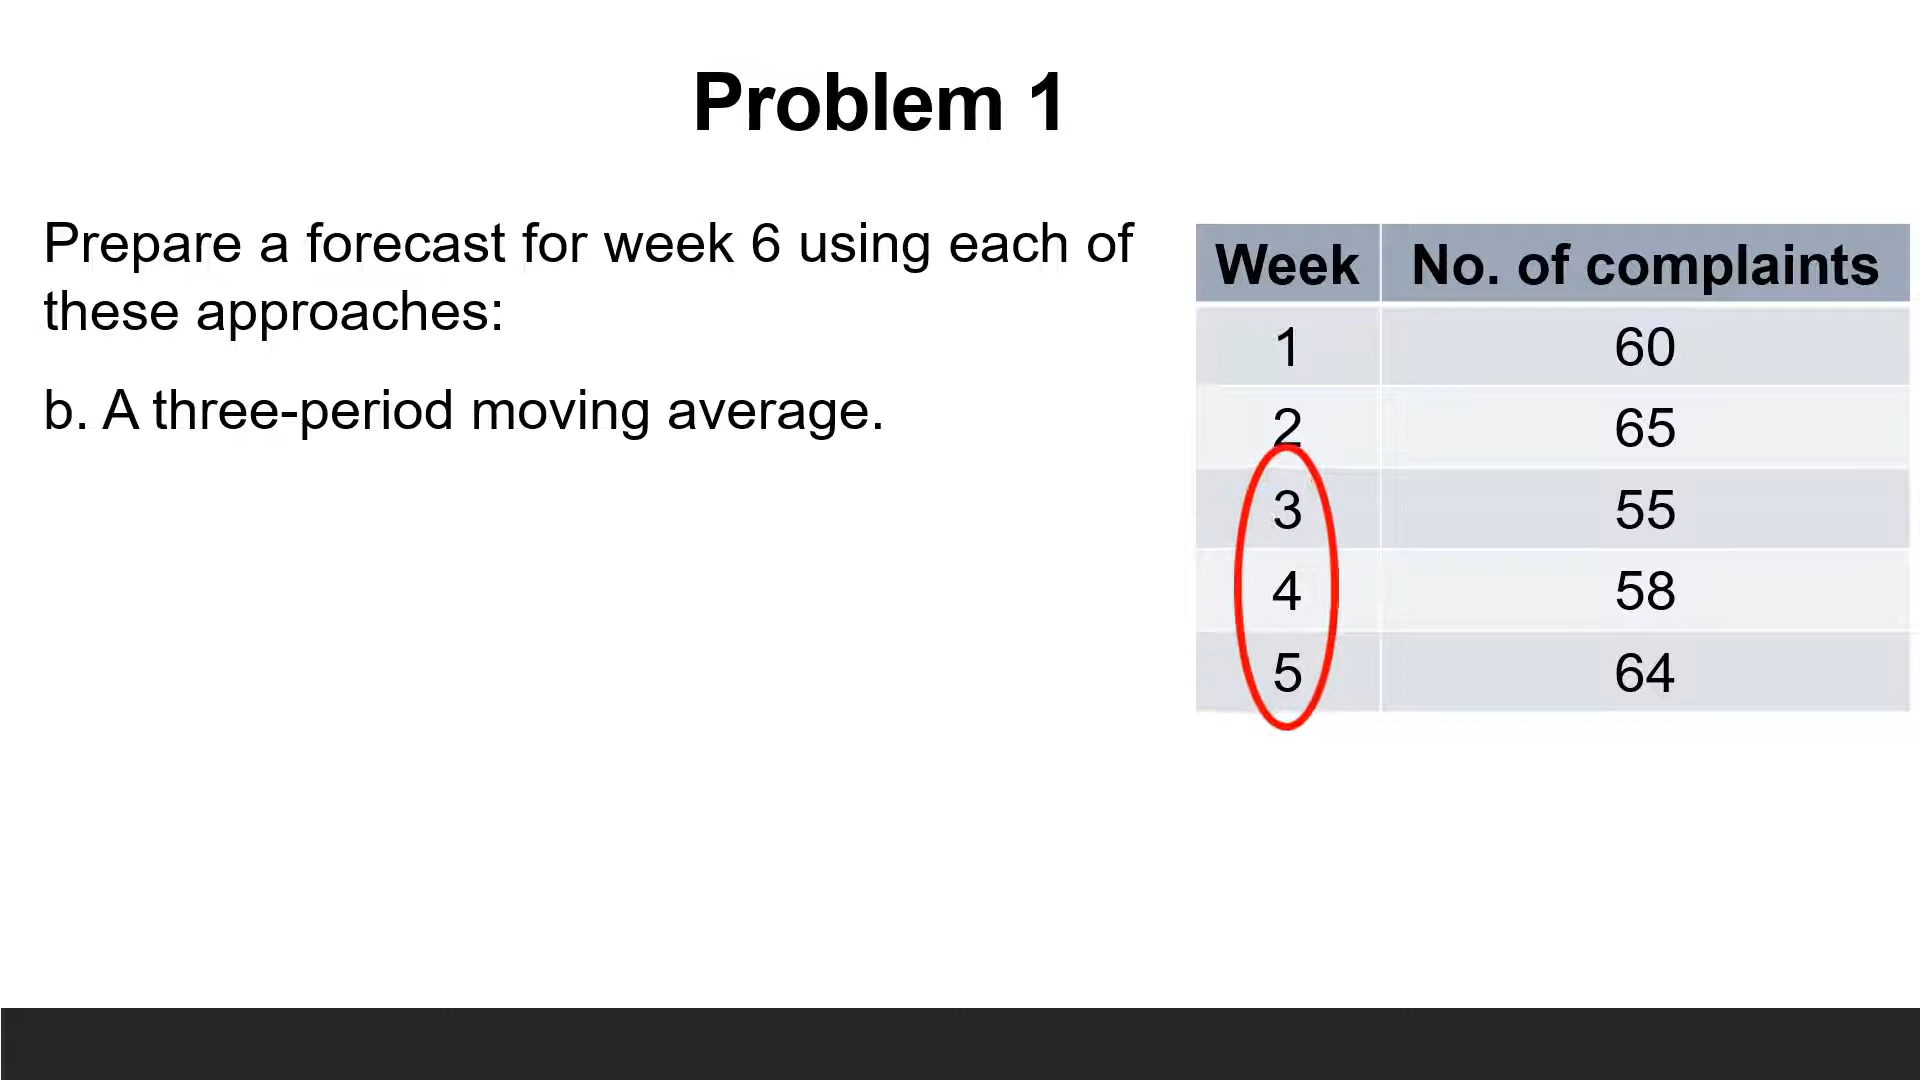 Problem 1
Prepare a forecast for week 6 using each of
these approaches:
b. A three-period moving average.
Week No. of complaints
1 60
2 65
3 55
4 58
5 64